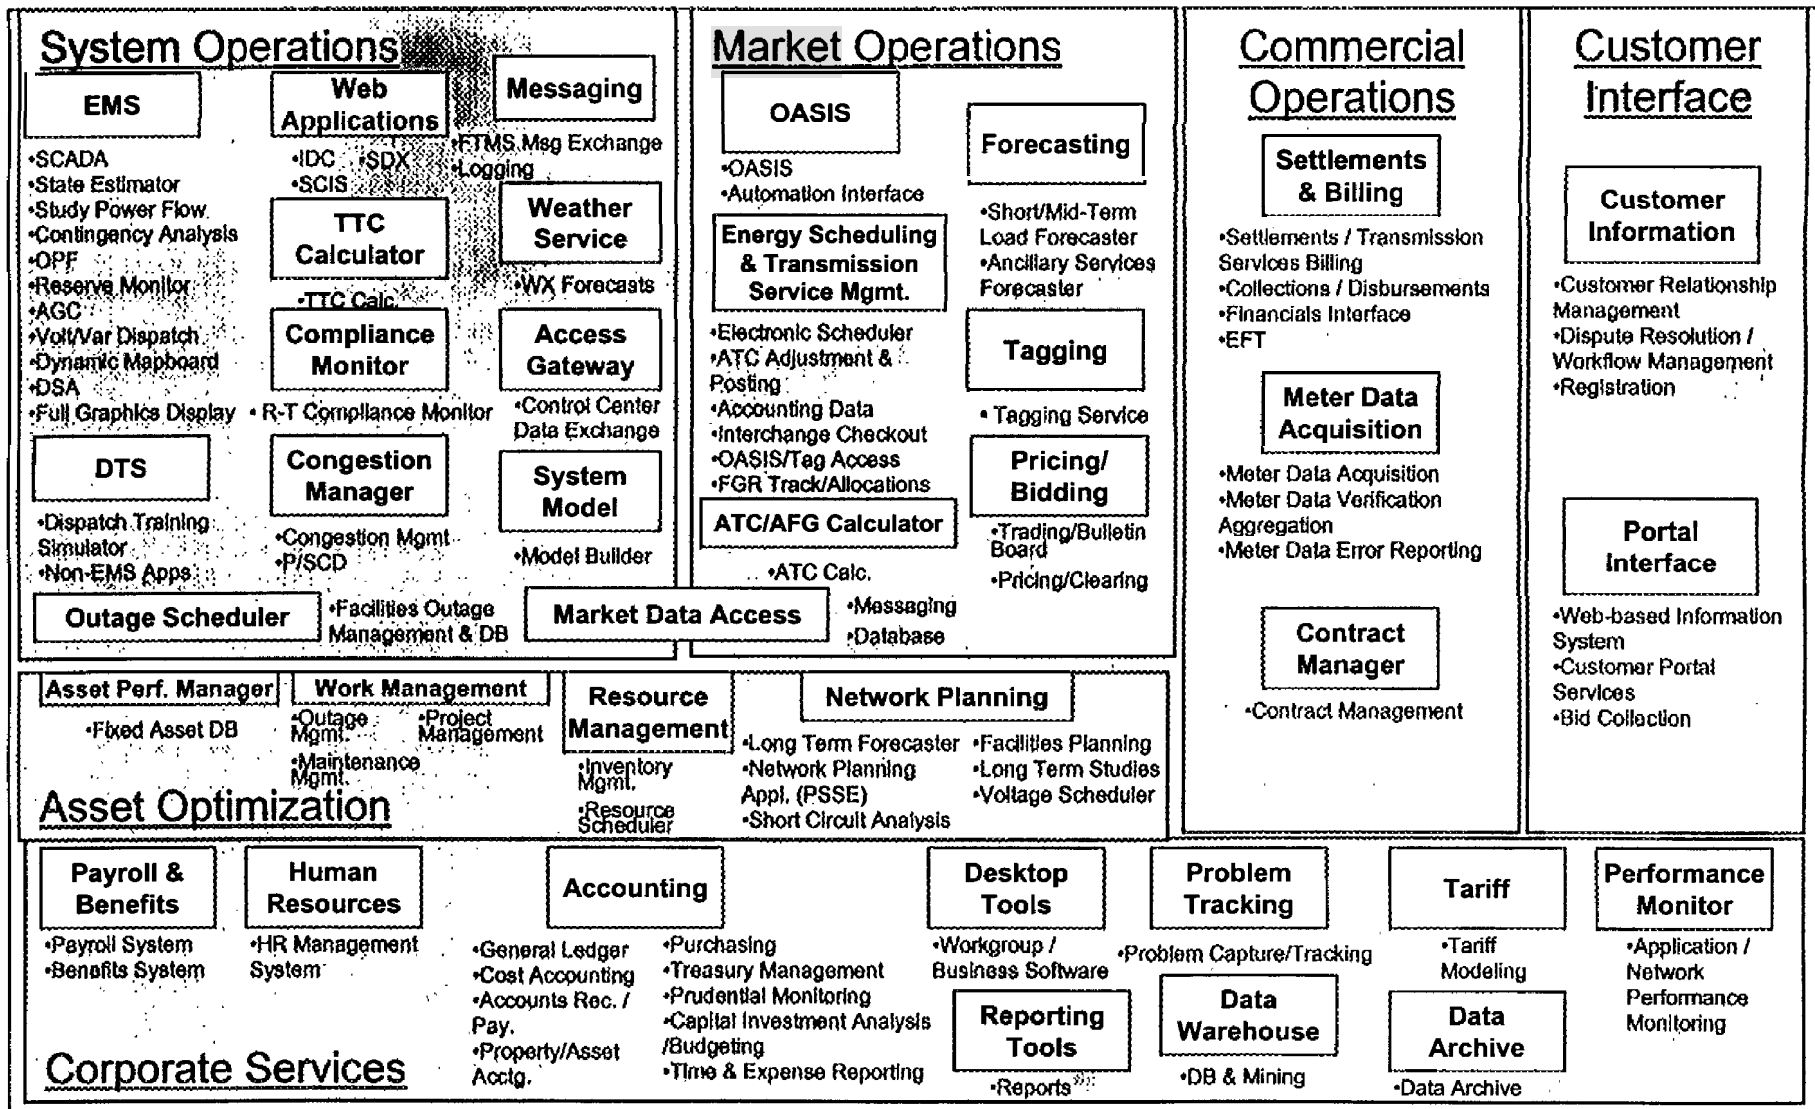 System Operations
EMS
•SCADA
•State Estimator
•Study Power Flow
•Contingency Analysis
•OPF
•Reserve Monitor
•AGC
•Volt/Var Dispatch
•Dynamic Mapboard
•DSA
•Full Graphics Display
DTS
•Dispatch Training
Simulator
•Non-EMS Apps
Web
Applications
•IDC •SDX
•SCIS
TTC
Calculator
•TTC Calc.
Compliance
Monitor
• R-T Compliance Monitor
Congestion
Manager
•Congestion Mgmt
•P/SCD
Messaging
•FTMS Msg Exchange
•Logging
Weather
Service
•WX Forecasts
Access
Gateway
•Control Center
Data Exchange
System
Model
•Model Builder
Outage Scheduler
•Facilities Outage
Management & DB
Market Data Access
•Messaging
•Database
Market Operations
OASIS
•OASIS
•Automation Interface
Energy Scheduling
& Transmission
Service Mgmt.
•Electronic Scheduler
•ATC Adjustment &
Posting
•Accounting Data
•Interchange Checkout
•OASIS/Tag Access
•FGR Track/Allocations
ATC/AFG Calculator
•ATC Calc.
Forecasting
•Short/Mid-Term
Load Forecaster
•Ancillary Services
Forecaster
Tagging
• Tagging Service
Pricing/
Bidding
•Trading/Bulletin
Board
•Pricing/Clearing
Commercial
Operations
Settlements
& Billing
•Settlements / Transmission
Services Billing
•Collections / Disbursements
•Financials Interface
•EFT
Meter Data
Acquisition
•Meter Data Acquisition
•Meter Data Verification
Aggregation
•Meter Data Error Reporting
Contract
Manager
•Contract Management
Customer
Interface
Customer
Information
•Customer Relationship
Management
•Dispute Resolution /
Workflow Management
•Registration
Portal
Interface
•Web-based Information
System
•Customer Portal
Services
•Bid Collection
Asset Perf. Manager
•Fixed Asset DB
Work Management
•Outage
Mgmt.
•Maintenance
Mgmt.
•Project
Management
Resource
Management
•Inventory
Mgmt.
•Resource
Scheduler
Network Planning
•Long Term Forecaster
•Network Planning
Appl. (PSSE)
•Short Circuit Analysis
•Facilities Planning
•Long Term Studies
•Voltage Scheduler
Asset Optimization
Payroll &
Benefits
•Payroll System
•Benefits System
Human
Resources
•HR Management
System
Accounting
•General Ledger
•Cost Accounting
•Accounts Rec. /
Pay.
•Property/Asset
Acctg.
•Purchasing
•Treasury Management
•Prudential Monitoring
•Capital Investment Analysis
/Budgeting
•Time & Expense Reporting
Desktop
Tools
•Workgroup /
Business Software
Reporting
Tools
•Reports
Problem
Tracking
•Problem Capture/Tracking
Data
Warehouse
•DB & Mining
Tariff
•Tariff
Modeling
Data
Archive
•Data Archive
Performance
Monitor
•Application /
Network
Performance
Monitoring
Corporate Services